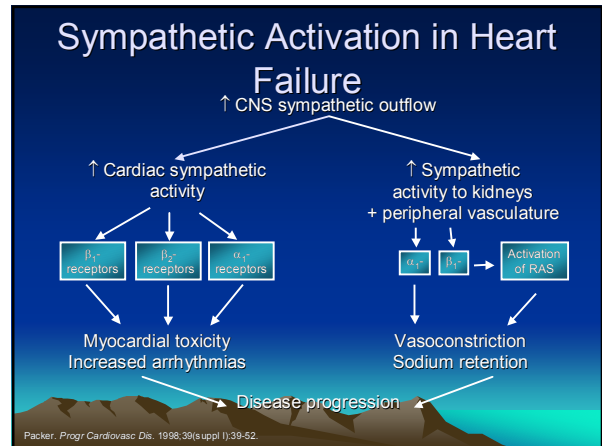 Sympathetic Activation in Heart
Failure
↑ CNS sympathetic outflow
↑ Cardiac sympathetic
activity
↑ Sympathetic
activity to kidneys
+ peripheral vasculature
β₁-
receptors
β₂-
receptors
α₁-
receptors
α₁-
β₁-
Activation
of RAS
Myocardial toxicity
Increased arrhythmias
Vasoconstriction
Sodium retention
Disease progression
Packer. Progr Cardiovasc Dis. 1998;39(suppl I):39-52.